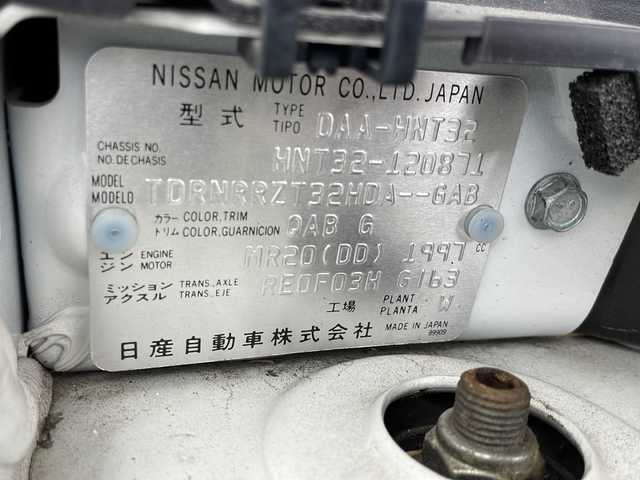 NISSAN MOTOR CO.,LTD. JAPAN
型式 TYPE TIPO DAA-HNT32
CHASSIS NO. NO. DE CHASIS HNT32-120871
MODEL MODELO TDRNRRZT32HDA--GAB
カラー トリム COLOR,TRIM COLOR,GUARNICION QAB G
エンジン ENGINE MOTOR MR20(DD) 1997 cc
ミッション アクスル TRANS.,AXLE TRANS.,EJE RE0F03H G163
工場 PLANT PLANTA W
日産自動車株式会社 MADE IN JAPAN
89909